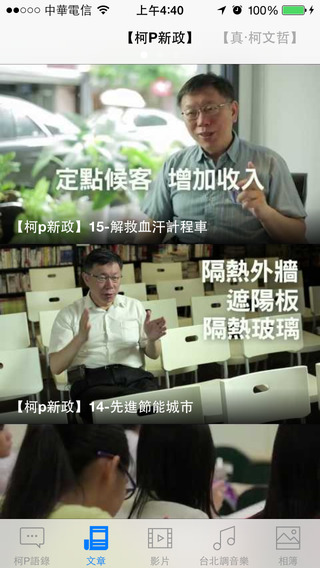 中華電信 上午4:40 100%
【柯P新政】 【真·柯文哲】
定點候客 增加收入
【柯p新政】15-解救血汗計程車
隔熱外牆
遮陽板
隔熱玻璃
【柯p新政】14-先進節能城市
柯P語錄 文章 影片 台北調音樂 相薄